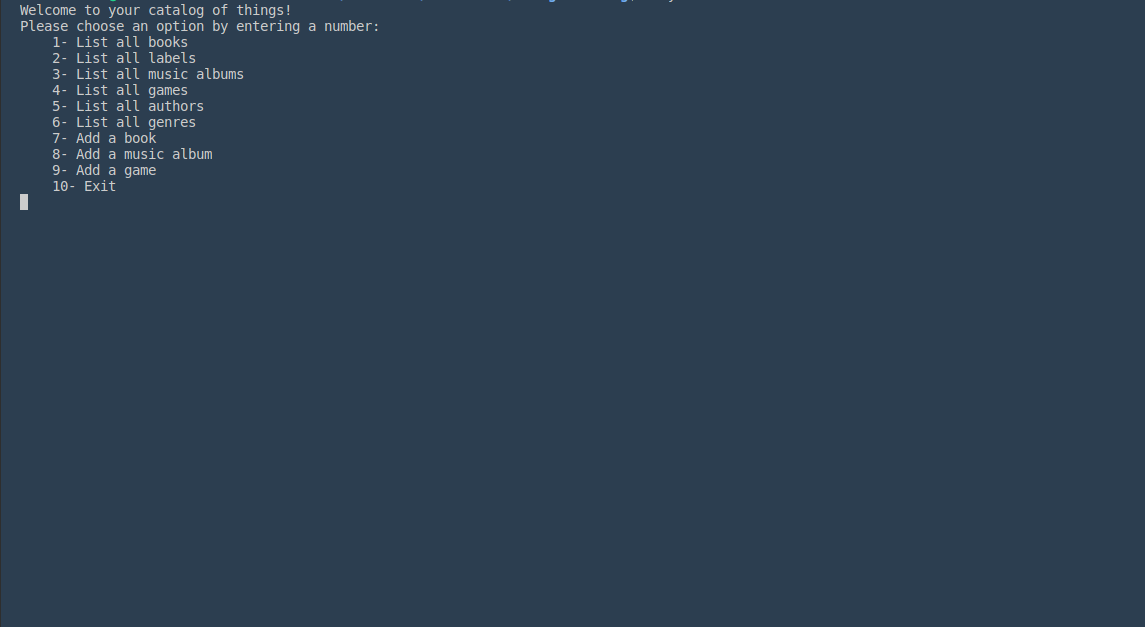 Welcome to your catalog of things!
Please choose an option by entering a number:
1- List all books
2- List all labels
3- List all music albums
4- List all games
5- List all authors
6- List all genres
7- Add a book
8- Add a music album
9- Add a game
10- Exit